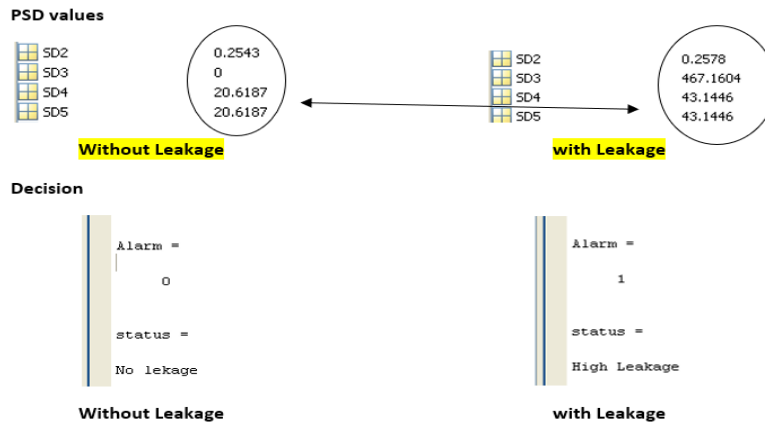 PSD values
SD2 0.2543
SD3 0
SD4 20.6187
SD5 20.6187
Without Leakage
SD2 0.2578
SD3 467.1604
SD4 43.1446
SD5 43.1446
with Leakage
Decision
Alarm =
0
status =
No lekage
Without Leakage
Alarm =
1
status =
High Leakage
with Leakage